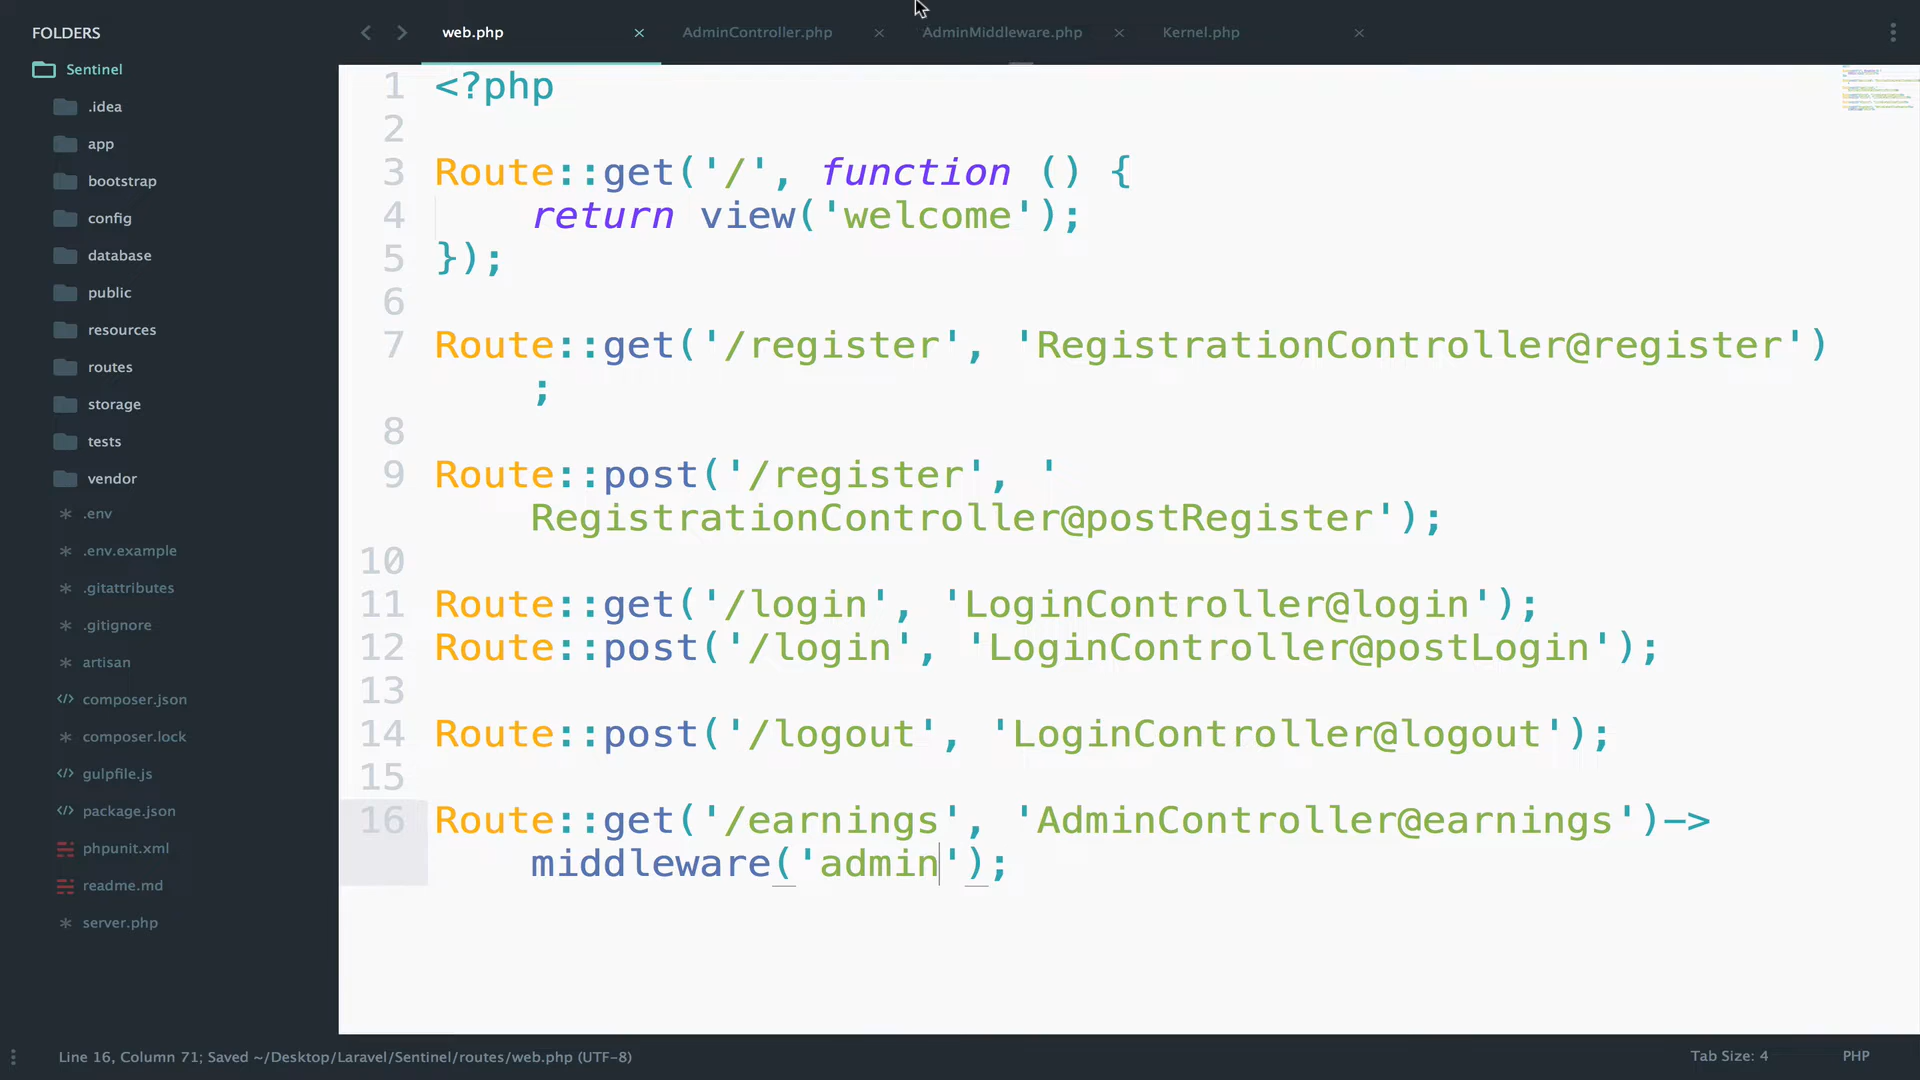 FOLDERS
Sentinel
.idea
app
bootstrap
config
database
public
resources
routes
storage
tests
vendor
.env
.env.example
.gitattributes
.gitignore
artisan
composer.json
composer.lock
gulpfile.js
package.json
phpunit.xml
readme.md
server.php
web.php × AdminController.php × AdminMiddleware.php × Kernel.php ×
1 <?php
2
3 Route::get('/', function () {
4 return view('welcome');
5 });
6
7 Route::get('/register', 'RegistrationController@register')
;
8
9 Route::post('/register', '
RegistrationController@postRegister');
10
11 Route::get('/login', 'LoginController@login');
12 Route::post('/login', 'LoginController@postLogin');
13
14 Route::post('/logout', 'LoginController@logout');
15
16 Route::get('/earnings', 'AdminController@earnings')->
middleware('admin');
Line 16, Column 71; Saved ~/Desktop/Laravel/Sentinel/routes/web.php (UTF-8)
Tab Size: 4 PHP